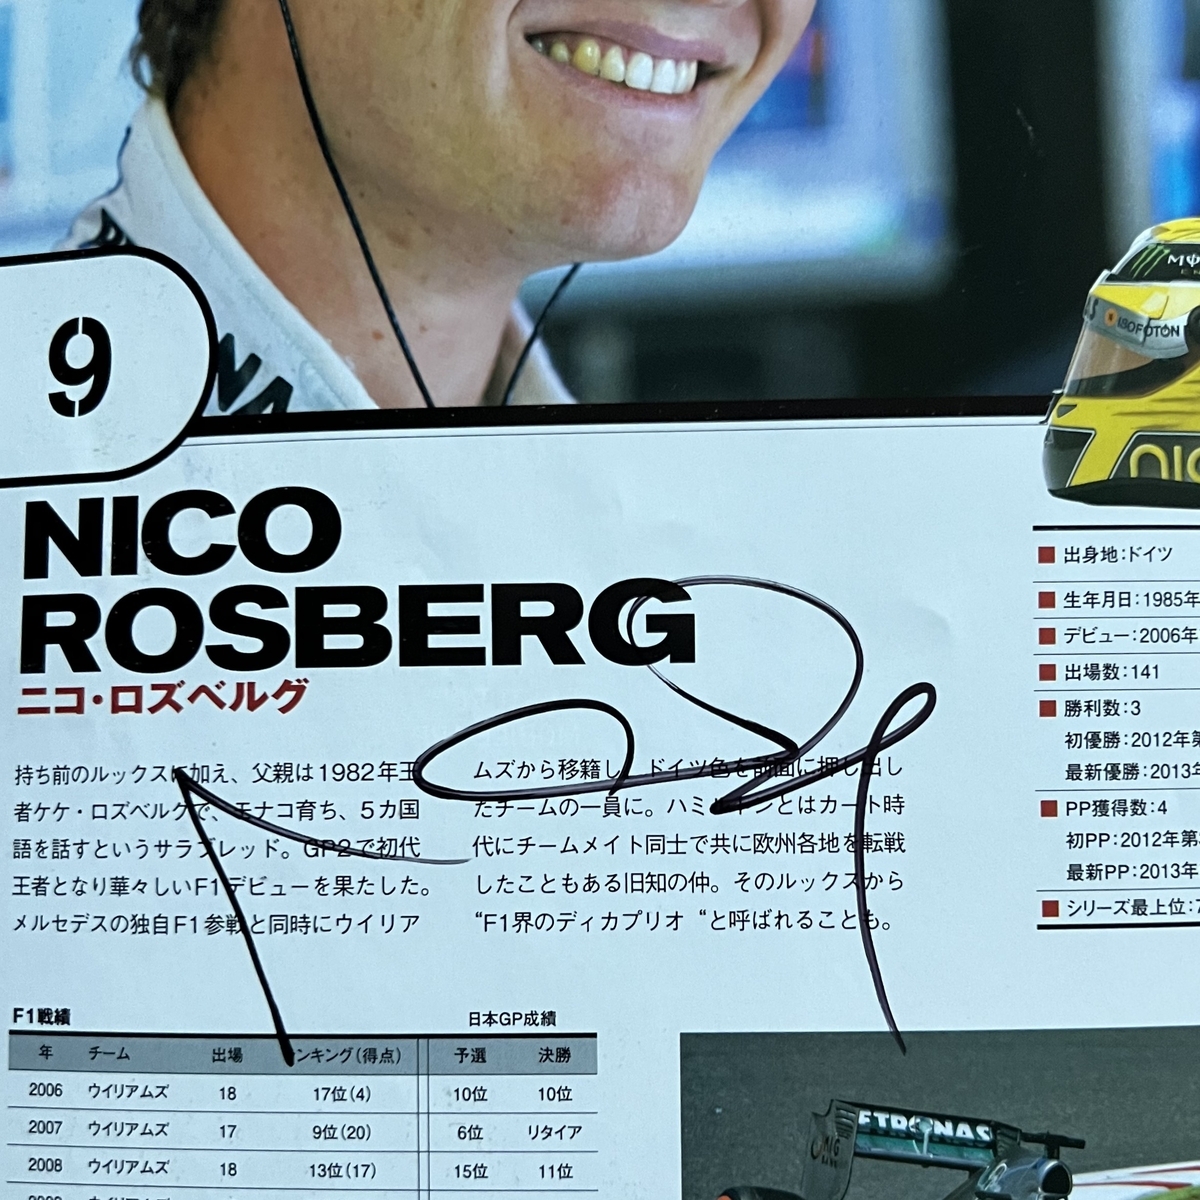 9
NICO
ROSBERG
ニコ・ロズベルグ
持ち前のルックスに加え、父親は1982年王
者ケケ・ロズベルグで、モナコ育ち、5カ国
語を話すというサラブレッド。GP2で初代
王者となり華々しいF1デビューを果たした。
メルセデスの独自F1参戦と同時にウイリア
ムズから移籍し、ドイツ色を前面に押し出し
たチームの一員に。ハミルトンとはカート時
代にチームメイト同士で共に欧州各地を転戦
したこともある旧知の仲。そのルックスから
“F1界のディカプリオ“と呼ばれることも。
ISOFOTON
NIC
出身地:ドイツ
生年月日:1985年
デビュー:2006年
出場数:141
勝利数:3
初優勝:2012年第
最新優勝:2013年
PP獲得数:4
初PP:2012年第
最新PP:2013年
シリーズ最上位:7
F1戦績 日本GP成績
年 チーム 出場 ランキング(得点) 予選 決勝
2006 ウイリアムズ 18 17位(4) 10位 10位
2007 ウイリアムズ 17 9位(20) 6位 リタイア
2008 ウイリアムズ 18 13位(17) 15位 11位
PETRONAS